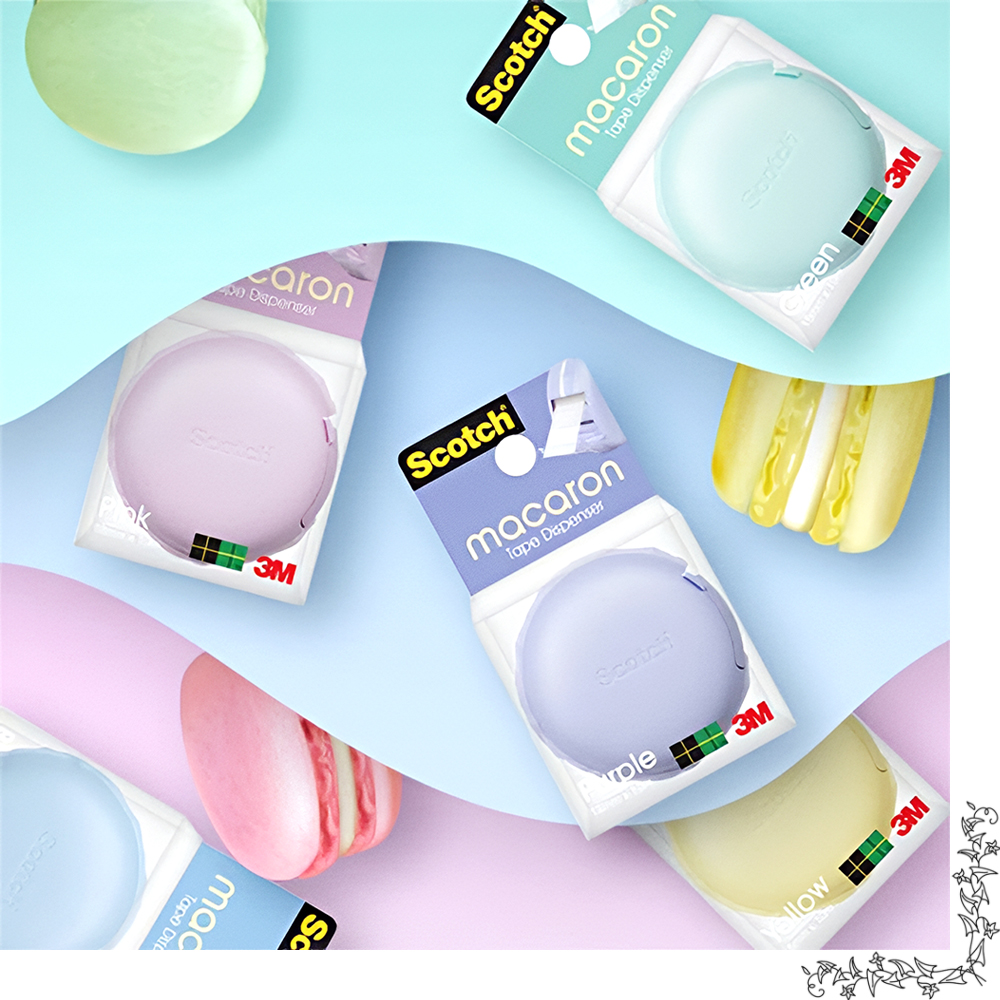 Scotch
macaron
Tape Dispenser
Scotch
3M
Green
macaron
Tape Dispenser
Scotch
Pink
3M
Scotch
macaron
Tape Dispenser
Scotch
Purple
3M
3M
Yellow
Scotch